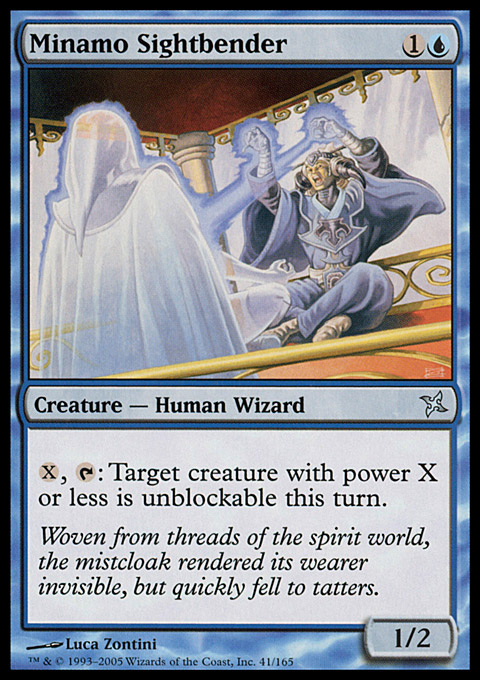 Minamo Sightbender 1
Creature — Human Wizard
X, : Target creature with power X
or less is unblockable this turn.
Woven from threads of the spirit world,
the mistcloak rendered its wearer
invisible, but quickly fell to tatters.
1/2
Luca Zontini
™ & © 1993–2005 Wizards of the Coast, Inc. 41/165